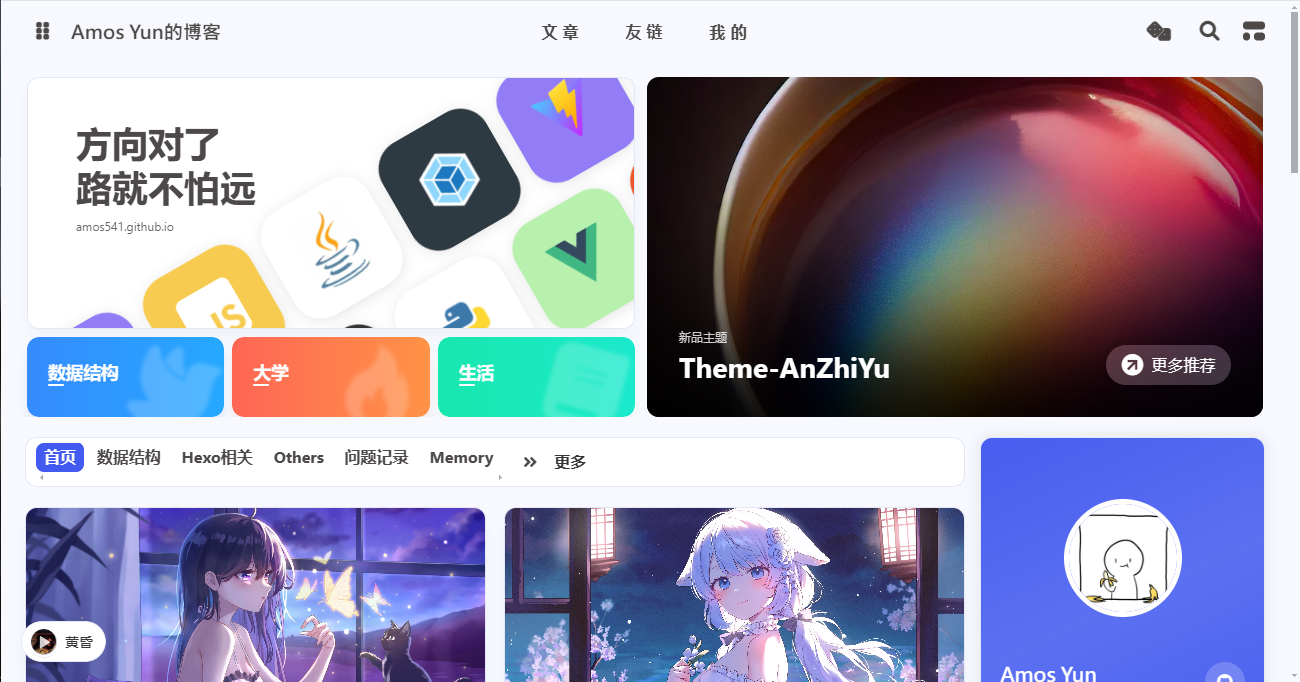 Amos Yun的博客
文章
友链
我的
方向对了
路就不怕远
amos541.github.io
JS
新品主题
Theme-AnZhiYu
更多推荐
数据结构
大学
生活
首页
数据结构
Hexo相关
Others
问题记录
Memory
更多
黄昏
Amos Yun